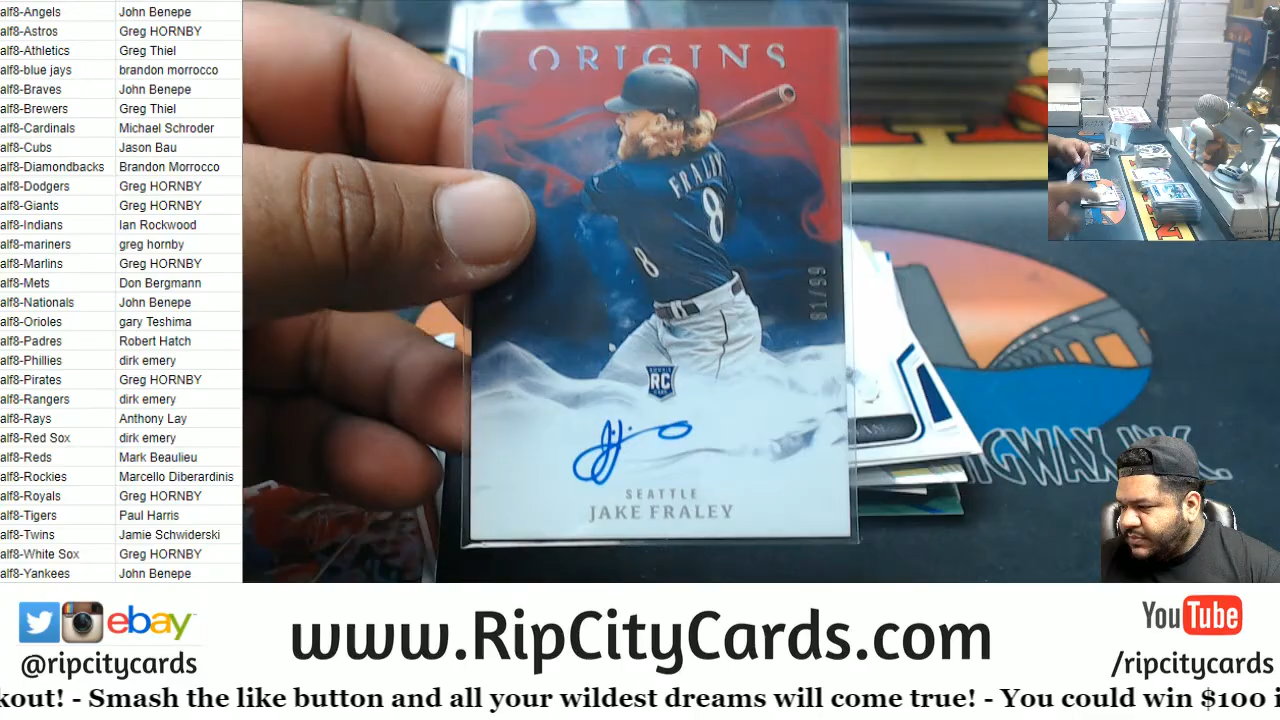 alf8-Angels John Benepe
alf8-Astros Greg HORNBY
alf8-Athletics Greg Thiel
alf8-blue jays brandon morrocco
alf8-Braves John Benepe
alf8-Brewers Greg Thiel
alf8-Cardinals Michael Schroder
alf8-Cubs Jason Bau
alf8-Diamondbacks Brandon Morrocco
alf8-Dodgers Greg HORNBY
alf8-Giants Greg HORNBY
alf8-Indians Ian Rockwood
alf8-mariners greg hornby
alf8-Marlins Greg HORNBY
alf8-Mets Don Bergmann
alf8-Nationals John Benepe
alf8-Orioles gary Teshima
alf8-Padres Robert Hatch
alf8-Phillies dirk emery
alf8-Pirates Greg HORNBY
alf8-Rangers dirk emery
alf8-Rays Anthony Lay
alf8-Red Sox dirk emery
alf8-Reds Mark Beaulieu
alf8-Rockies Marcello Diberardinis
alf8-Royals Greg HORNBY
alf8-Tigers Paul Harris
alf8-Twins Jamie Schwiderski
alf8-White Sox Greg HORNBY
alf8-Yankees John Benepe
ORIGINS
FRALEY
8
8
81/99
RC
SEATTLE
JAKE FRALEY
INC.
ebay
@ripcitycards
www.RipCityCards.com
YouTube
/ripcitycards
kout! - Smash the like button and all your wildest dreams will come true! - You could win $100 i